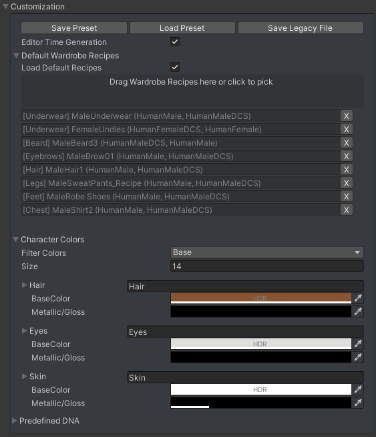 Customization
Save Preset Load Preset Save Legacy File
Editor Time Generation
Default Wardrobe Recipes
Load Default Recipes
Drag Wardrobe Recipes here or click to pick
[Underwear] MaleUnderwear (HumanMale, HumanMaleDCS) X
[Underwear] FemaleUndies (HumanFemaleDCS, HumanFemale) X
[Beard] MaleBeard3 (HumanMaleDCS, HumanMale) X
[Eyebrows] MaleBrow01 (HumanMale, HumanMaleDCS) X
[Hair] MaleHair1 (HumanMale, HumanMaleDCS) X
[Legs] MaleSweatPants_Recipe (HumanMale, HumanMaleDCS) X
[Feet] MaleRobe Shoes (HumanMale, HumanMaleDCS) X
[Chest] MaleShirt2 (HumanMale, HumanMaleDCS) X
Character Colors
Filter Colors Base
Size 14
Hair Hair
BaseColor HDR
Metallic/Gloss
Eyes Eyes
BaseColor HDR
Metallic/Gloss
Skin Skin
BaseColor HDR
Metallic/Gloss
Predefined DNA